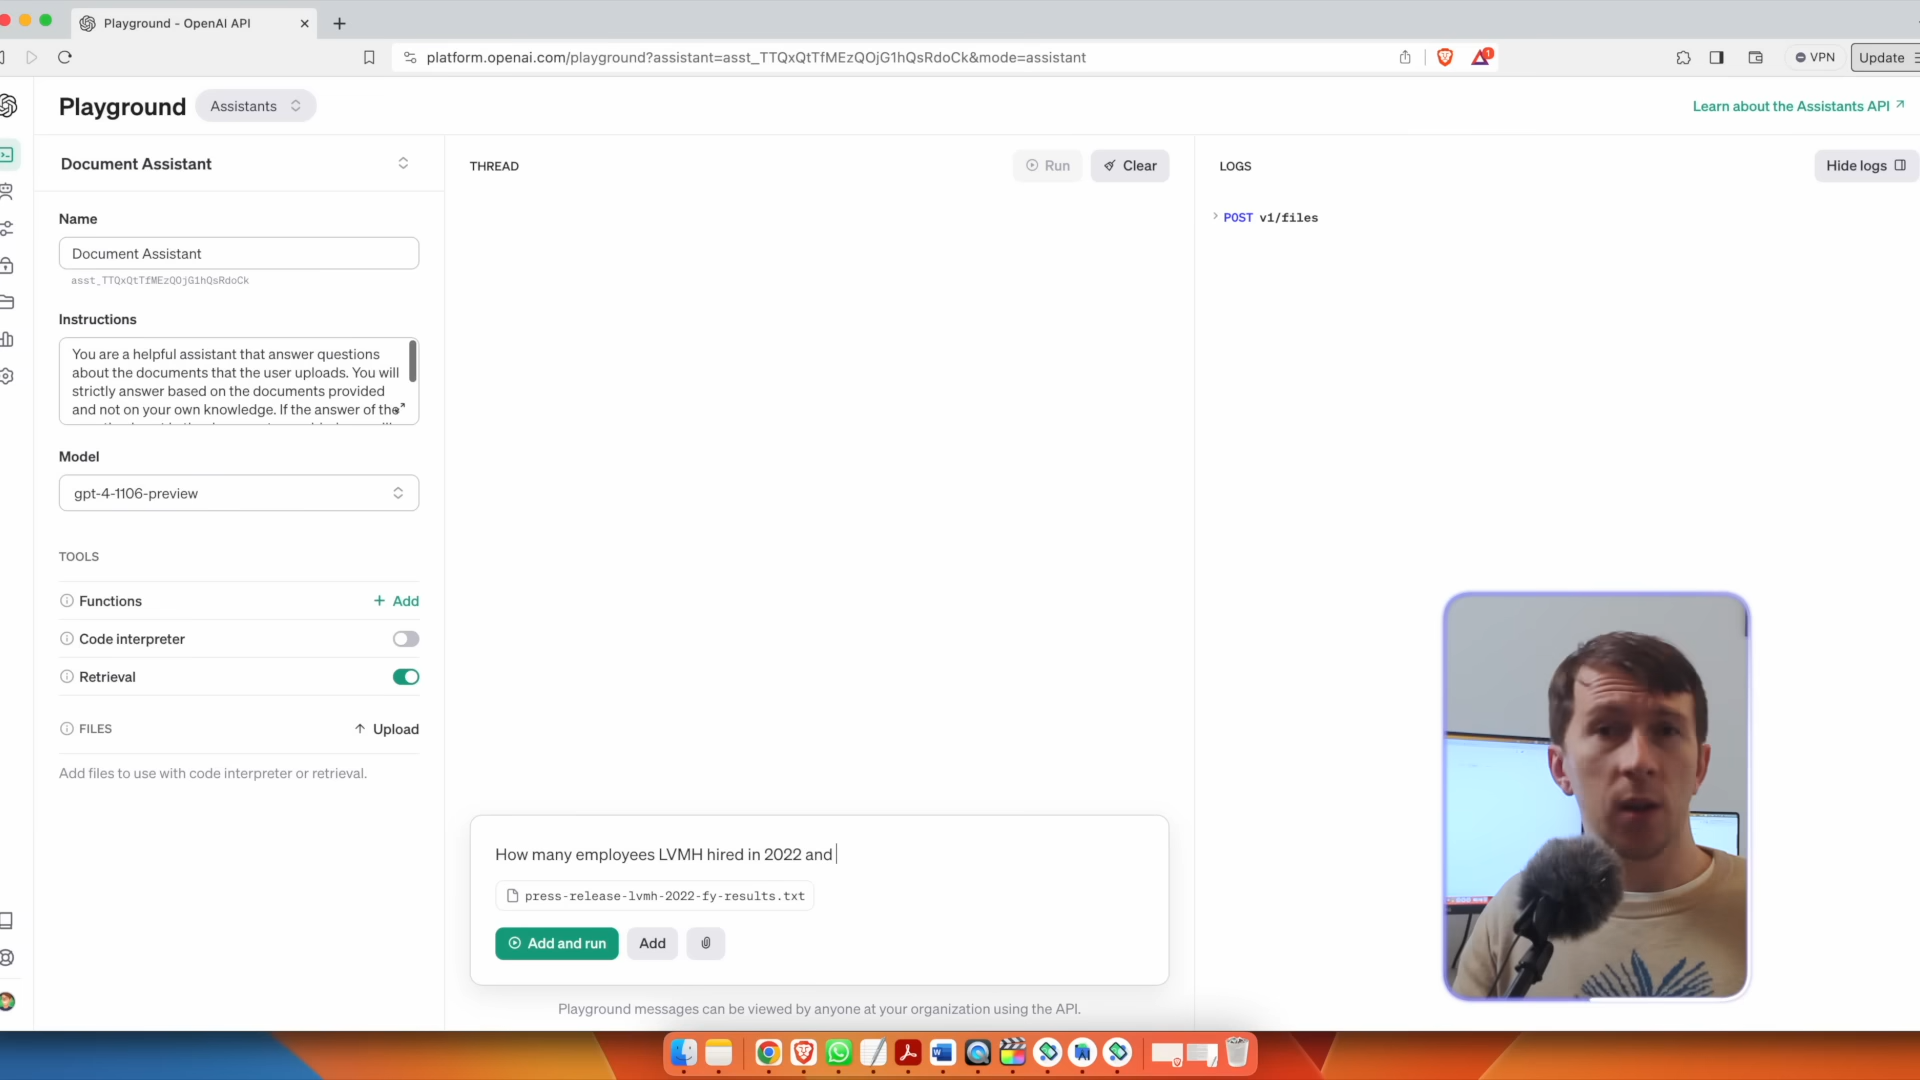 Playground - OpenAI API
platform.openai.com/playground?assistant=asst_TTQxQtTfMEzQOjG1hQsRdoCk&mode=assistant
1
VPN
Update
Playground
Assistants
Learn about the Assistants API
Document Assistant
THREAD
Run
Clear
LOGS
Hide logs
Name
Document Assistant
asst_TTQxQtTfMEzQOjG1hQsRdoCk
POST v1/files
Instructions
You are a helpful assistant that answer questions
about the documents that the user uploads. You will
strictly answer based on the documents provided
and not on your own knowledge. If the answer of the
Model
gpt-4-1106-preview
TOOLS
Functions
Add
Code interpreter
Retrieval
FILES
Upload
Add files to use with code interpreter or retrieval.
How many employees LVMH hired in 2022 and
press-release-lvmh-2022-fy-results.txt
Add and run
Add
Playground messages can be viewed by anyone at your organization using the API.